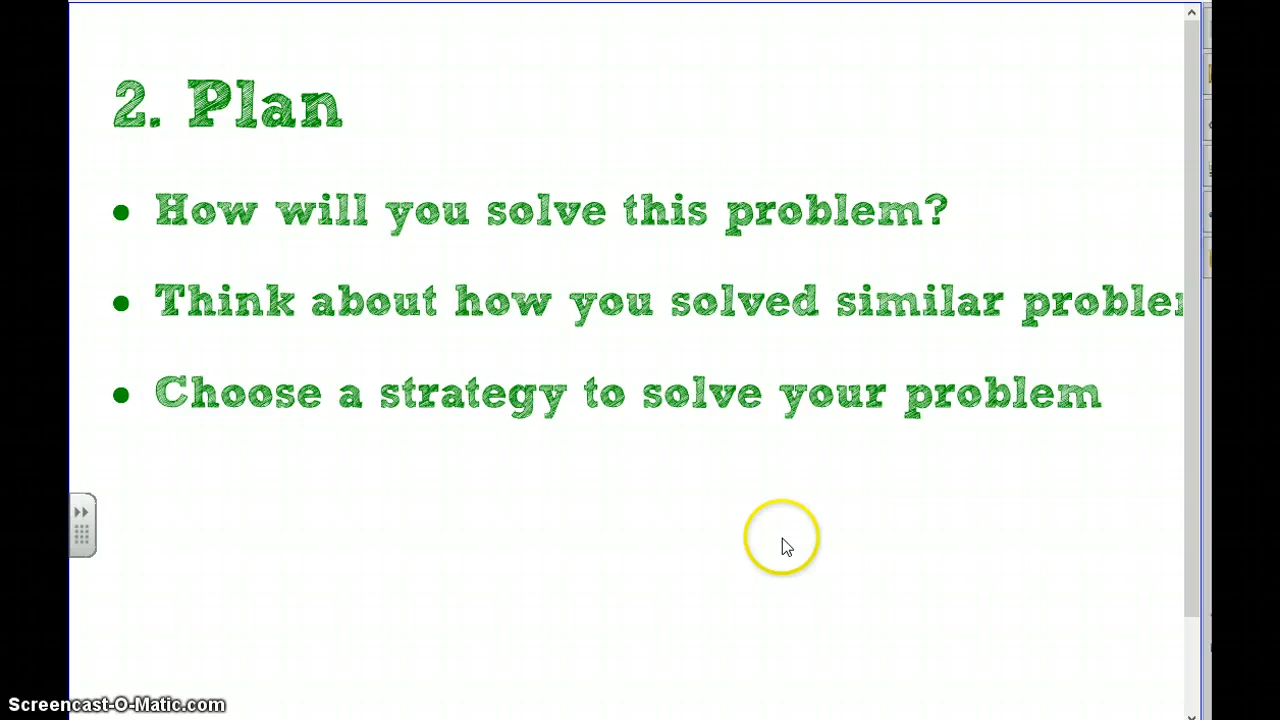 2. Plan
• How will you solve this problem?
• Think about how you solved similar
• Choose a strategy to solve your problem
Screencast-O-Matic.com